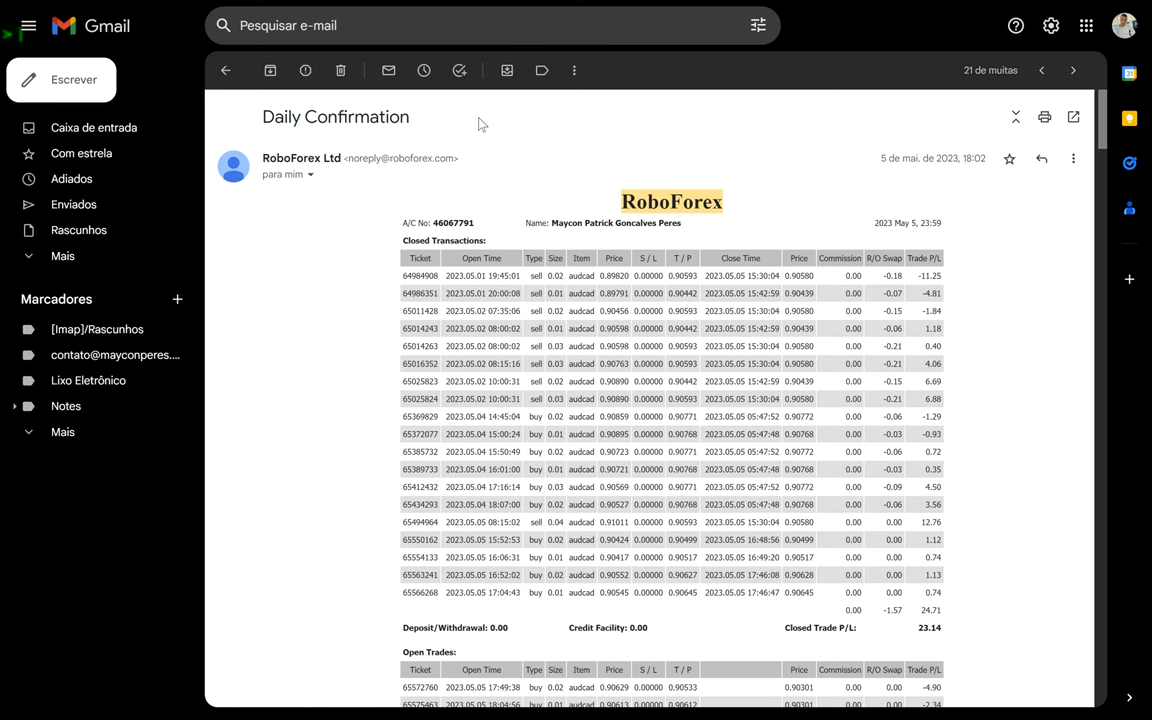 Gmail
Pesquisar e-mail
Escrever
21 de muitas
31
Caixa de entrada
Com estrela
Adiados
Enviados
Rascunhos
Mais
Marcadores
[Imap]/Rascunhos
contato@mayconperes....
Lixo Eletrônico
Notes
Mais
Daily Confirmation
RoboForex Ltd <noreply@roboforex.com>
5 de mai. de 2023, 18:02
para mim
RoboForex
A/C No: 46067791 Name: Maycon Patrick Goncalves Peres 2023 May 5, 23:59
Closed Transactions:
Ticket Open Time Type Size Item Price S / L T / P Close Time Price Commission R/O Swap Trade P/L
64984908 2023.05.01 19:45:01 sell 0.02 audcad 0.89820 0.00000 0.90593 2023.05.05 15:30:04 0.90580 0.00 -0.18 -11.25
64986351 2023.05.01 20:00:08 sell 0.01 audcad 0.89791 0.00000 0.90442 2023.05.05 15:42:59 0.90439 0.00 -0.07 -4.81
65011428 2023.05.02 07:35:06 sell 0.02 audcad 0.90456 0.00000 0.90593 2023.05.05 15:30:04 0.90580 0.00 -0.15 -1.84
65014243 2023.05.02 08:00:02 sell 0.01 audcad 0.90598 0.00000 0.90442 2023.05.05 15:42:59 0.90439 0.00 -0.06 1.18
65014263 2023.05.02 08:00:02 sell 0.03 audcad 0.90598 0.00000 0.90593 2023.05.05 15:30:04 0.90580 0.00 -0.21 0.40
65016352 2023.05.02 08:15:16 sell 0.03 audcad 0.90763 0.00000 0.90593 2023.05.05 15:30:04 0.90580 0.00 -0.21 4.06
65025823 2023.05.02 10:00:31 sell 0.02 audcad 0.90890 0.00000 0.90442 2023.05.05 15:42:59 0.90439 0.00 -0.15 6.69
65025824 2023.05.02 10:00:31 sell 0.03 audcad 0.90890 0.00000 0.90593 2023.05.05 15:30:04 0.90580 0.00 -0.21 6.88
65369829 2023.05.04 14:45:04 buy 0.02 audcad 0.90859 0.00000 0.90771 2023.05.05 05:47:52 0.90772 0.00 -0.06 -1.29
65372077 2023.05.04 15:00:24 buy 0.01 audcad 0.90895 0.00000 0.90768 2023.05.05 05:47:48 0.90768 0.00 -0.03 -0.93
65385732 2023.05.04 15:50:49 buy 0.02 audcad 0.90723 0.00000 0.90771 2023.05.05 05:47:52 0.90772 0.00 -0.06 0.72
65389733 2023.05.04 16:01:00 buy 0.01 audcad 0.90721 0.00000 0.90768 2023.05.05 05:47:48 0.90768 0.00 -0.03 0.35
65412432 2023.05.04 17:16:14 buy 0.03 audcad 0.90569 0.00000 0.90771 2023.05.05 05:47:52 0.90772 0.00 -0.09 4.50
65434293 2023.05.04 18:07:00 buy 0.02 audcad 0.90527 0.00000 0.90768 2023.05.05 05:47:48 0.90768 0.00 -0.06 3.56
65494964 2023.05.05 08:15:02 sell 0.04 audcad 0.91011 0.00000 0.90593 2023.05.05 15:30:04 0.90580 0.00 0.00 12.76
65550162 2023.05.05 15:52:53 buy 0.02 audcad 0.90424 0.00000 0.90499 2023.05.05 16:48:56 0.90499 0.00 0.00 1.12
65554133 2023.05.05 16:06:31 buy 0.01 audcad 0.90417 0.00000 0.90517 2023.05.05 16:49:20 0.90517 0.00 0.00 0.74
65563241 2023.05.05 16:52:02 buy 0.02 audcad 0.90552 0.00000 0.90627 2023.05.05 17:46:08 0.90628 0.00 0.00 1.13
65566268 2023.05.05 17:04:43 buy 0.01 audcad 0.90545 0.00000 0.90645 2023.05.05 17:46:47 0.90645 0.00 0.00 0.74
0.00 -1.57 24.71
Deposit/Withdrawal: 0.00 Credit Facility: 0.00 Closed Trade P/L: 23.14
Open Trades:
Ticket Open Time Type Size Item Price S / L T / P Price Commission R/O Swap Trade P/L
65572760 2023.05.05 17:49:38 buy 0.02 audcad 0.90629 0.00000 0.90533 0.90301 0.00 0.00 -4.90
65575463 2023.05.05 18:04:56 buy 0.01 audcad 0.90613 0.00000 0.90612 0.90301 0.00 0.00 -2.34